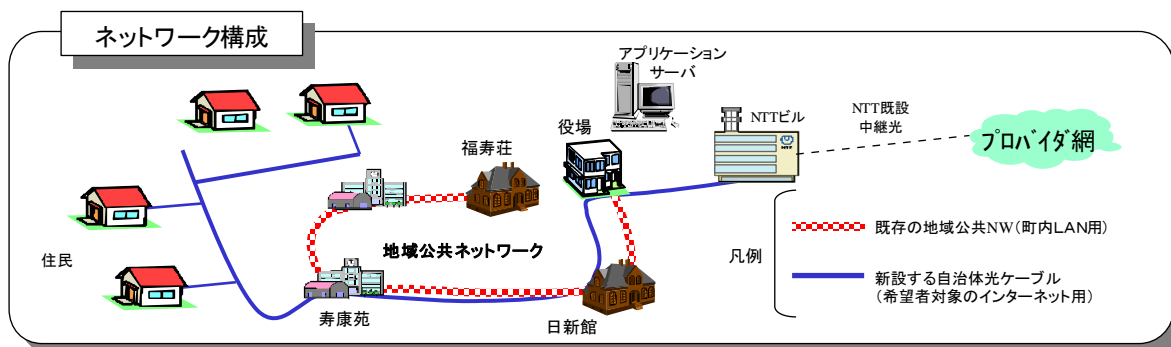 ネットワーク構成
アプリケーション
サーバ
NTTビル
NTT既設
中継光
プロバイダ網
役場
福寿荘
地域公共ネットワーク
住民
寿康苑
日新館
凡例
既存の地域公共NW(町内LAN用)
新設する自治体光ケーブル
(希望者対象のインターネット用)